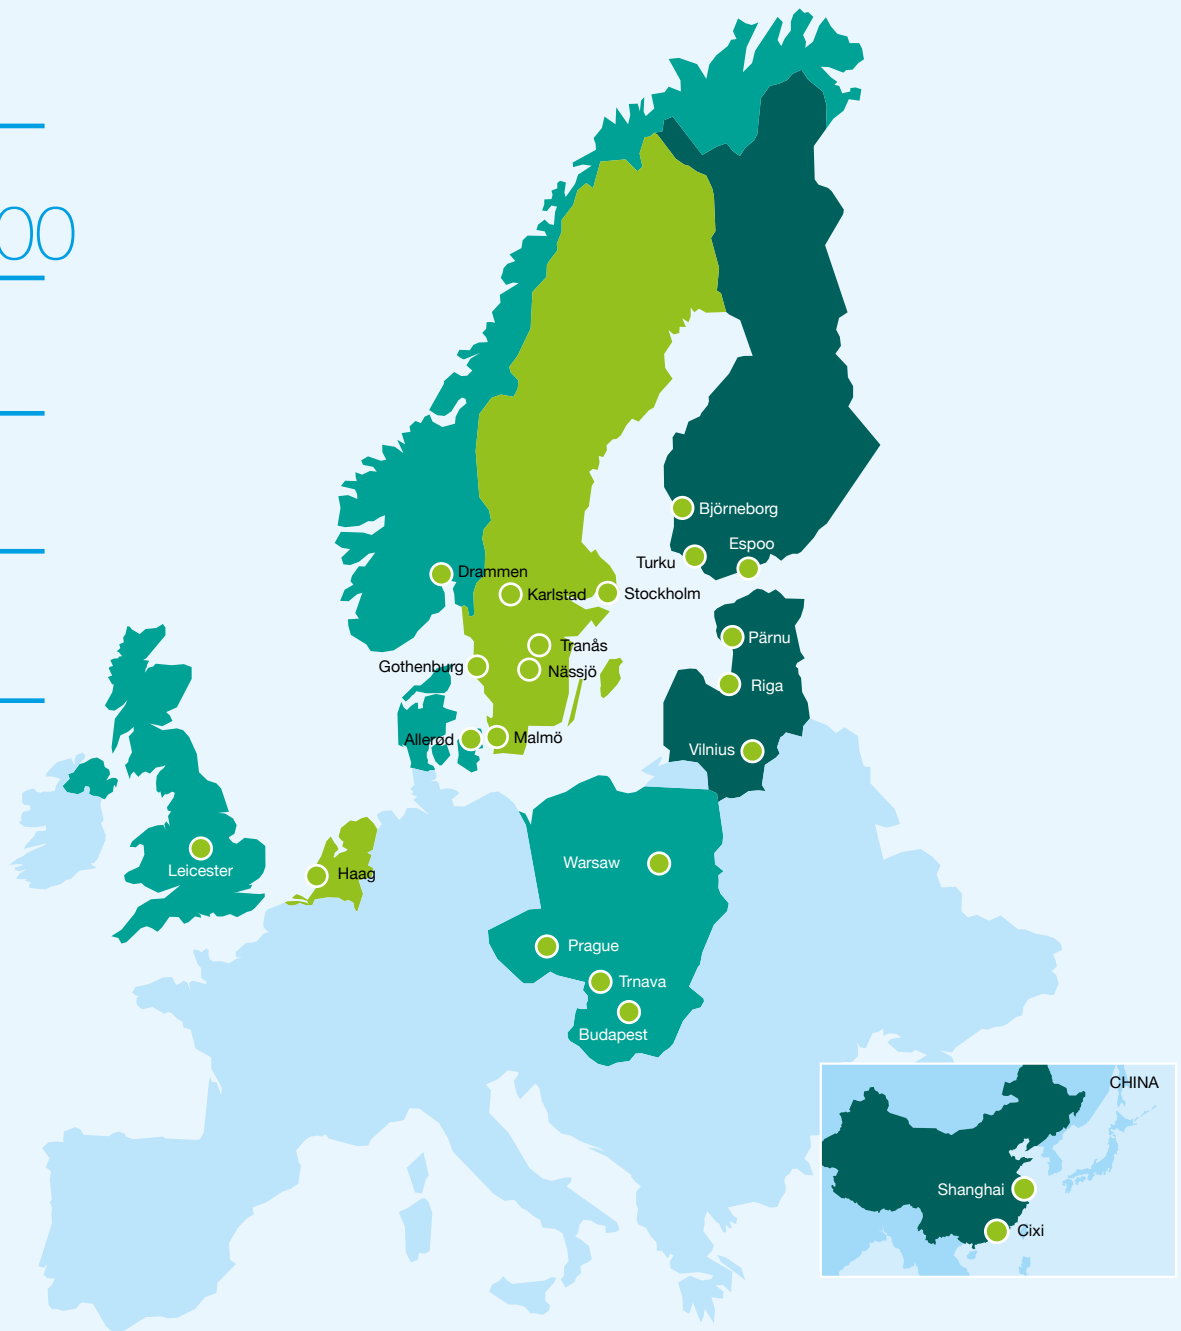 00
Björneborg
Espoo
Turku
Drammen
Karlstad
Stockholm
Pärnu
Tranås
Gothenburg
Nässjö
Riga
Allerød
Malmö
Vilnius
Warsaw
Leicester
Haag
Prague
Trnava
Budapest
CHINA
Shanghai
Cixi